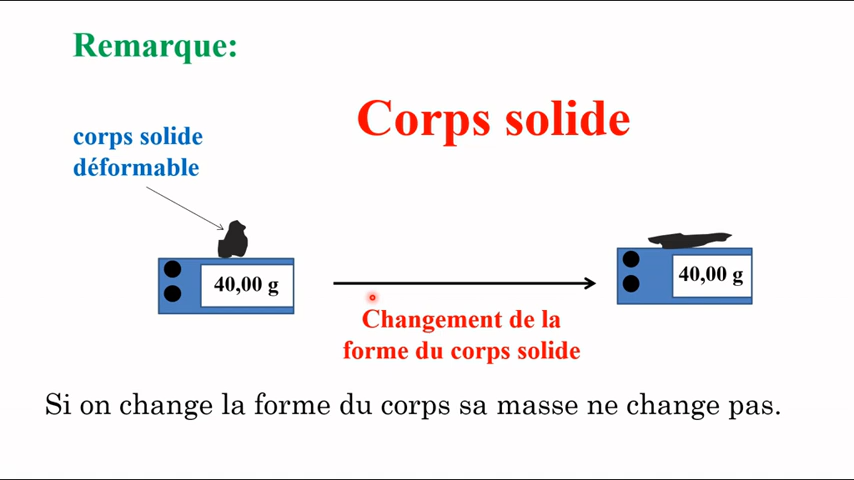 Remarque:
Corps solide
corps solide
déformable
40,00 g
40,00 g
Changement de la
forme du corps solide
Si on change la forme du corps sa masse ne change pas.